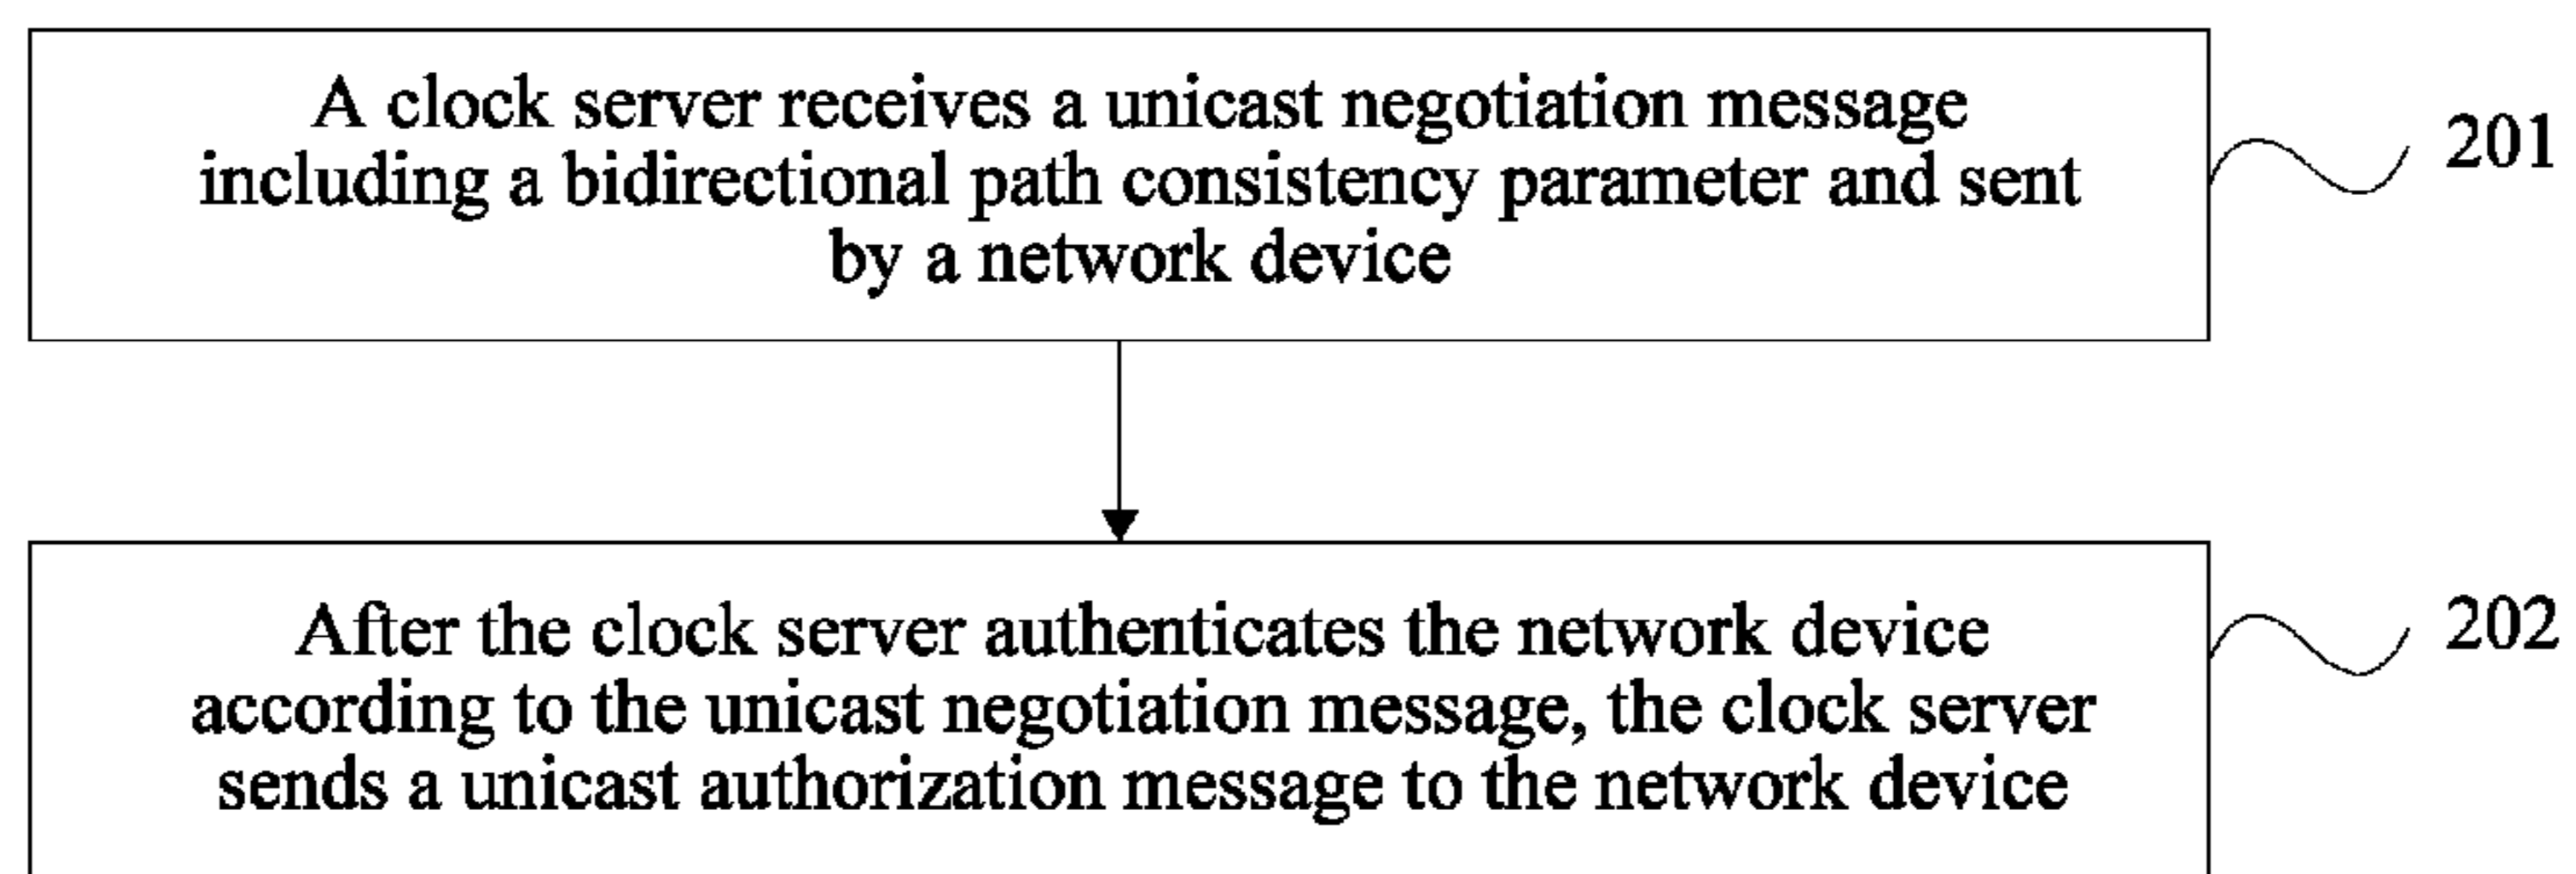 A clock server receives a unicast negotiation message
including a bidirectional path consistency parameter and sent
by a network device
201
After the clock server authenticates the network device
according to the unicast negotiation message, the clock server
sends a unicast authorization message to the network device
202